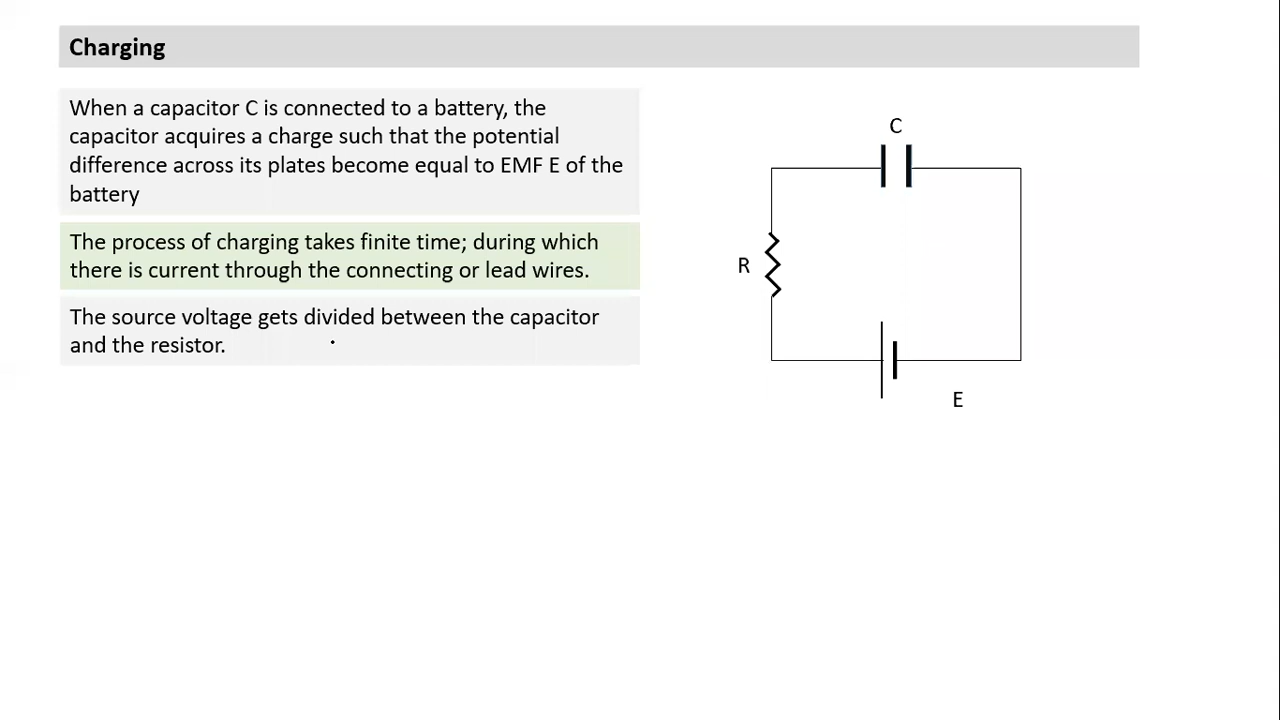 Charging
When a capacitor C is connected to a battery, the
capacitor acquires a charge such that the potential
difference across its plates become equal to EMF E of the
battery
The process of charging takes finite time; during which
there is current through the connecting or lead wires.
The source voltage gets divided between the capacitor
and the resistor.
C
R
E